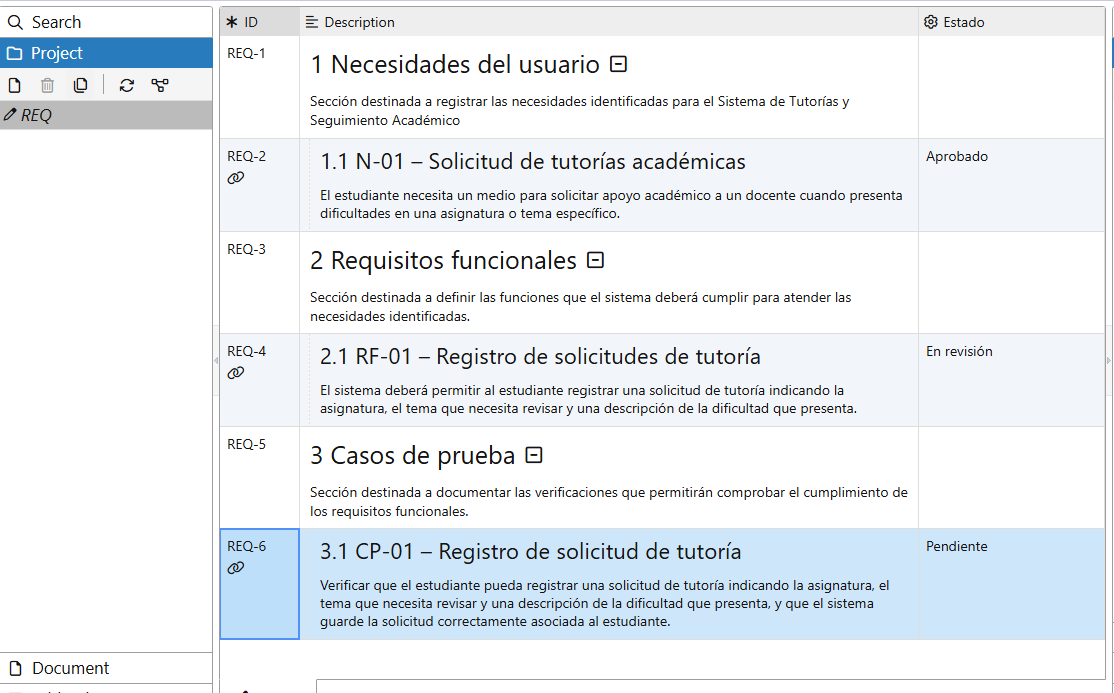 Search
Project
REQ
Document
ID
Description
Estado
REQ-1
1 Necesidades del usuario
Sección destinada a registrar las necesidades identificadas para el Sistema de Tutorías y
Seguimiento Académico
REQ-2
1.1 N-01 – Solicitud de tutorías académicas
Aprobado
El estudiante necesita un medio para solicitar apoyo académico a un docente cuando presenta
dificultades en una asignatura o tema específico.
REQ-3
2 Requisitos funcionales
Sección destinada a definir las funciones que el sistema deberá cumplir para atender las
necesidades identificadas.
REQ-4
2.1 RF-01 – Registro de solicitudes de tutoría
En revisión
El sistema deberá permitir al estudiante registrar una solicitud de tutoría indicando la
asignatura, el tema que necesita revisar y una descripción de la dificultad que presenta.
REQ-5
3 Casos de prueba
Sección destinada a documentar las verificaciones que permitirán comprobar el cumplimiento de
los requisitos funcionales.
REQ-6
3.1 CP-01 – Registro de solicitud de tutoría
Pendiente
Verificar que el estudiante pueda registrar una solicitud de tutoría indicando la asignatura, el
tema que necesita revisar y una descripción de la dificultad que presenta, y que el sistema
guarde la solicitud correctamente asociada al estudiante.